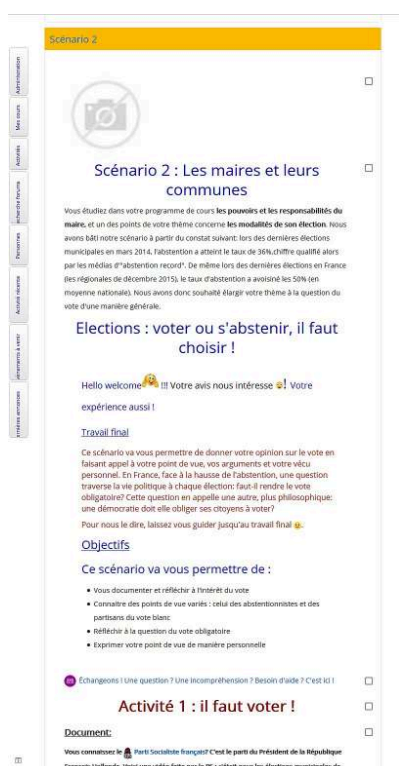 Scénario 2
Administration
Mes cours
Activités
Recherche forums
Personnes
Activité récente
Scénario 2 : Les maires et leurs
communes
Vous étudiez dans votre programme de cours les pouvoirs et les responsabilités du
maire, et un des points de votre thème concerne les modalités de son élection. Nous
avons bâti notre scénario à partir du constat suivant: lors des dernières élections
municipales en mars 2014, l'abstention a atteint le taux de 36%,chiffre qualifié alors
par les médias d'"abstention record". De même lors des dernières élections en France
(les régionales de décembre 2015), le taux d'abstention a avoisiné les 50% (en
moyenne nationale). Nous avons donc souhaité élargir votre thème à la question du
vote d'une manière générale.
Elections : voter ou s'abstenir, il faut
choisir !
Hello welcome !!! Votre avis nous intéresse ! Votre
expérience aussi !
Travail final
Ce scénario va vous permettre de donner votre opinion sur le vote en
faisant appel à votre point de vue, vos arguments et votre vécu
personnel. En France, face à la hausse de l'abstention, une question
traverse la vie politique à chaque élection: faut-il rendre le vote
obligatoire? Cette question en appelle une autre, plus philosophique:
une démocratie doit elle obliger ses citoyens à voter?
Pour nous le dire, laissez vous guider jusqu'au travail final .
Objectifs
Ce scénario va vous permettre de :
• Vous documenter et réfléchir à l'intérêt du vote
• Connaitre des points de vue variés : celui des abstentionnistes et des
partisans du vote blanc
• Réfléchir à la question du vote obligatoire
• Exprimer votre point de vue de manière personnelle
Échangeons ! Une question ? Une incompréhension ? Besoin d'aide ? C'est ici !
Activité 1 : il faut voter !
Document:
Vous connaissez le Parti Socialiste français? C'est le parti du Président de la République